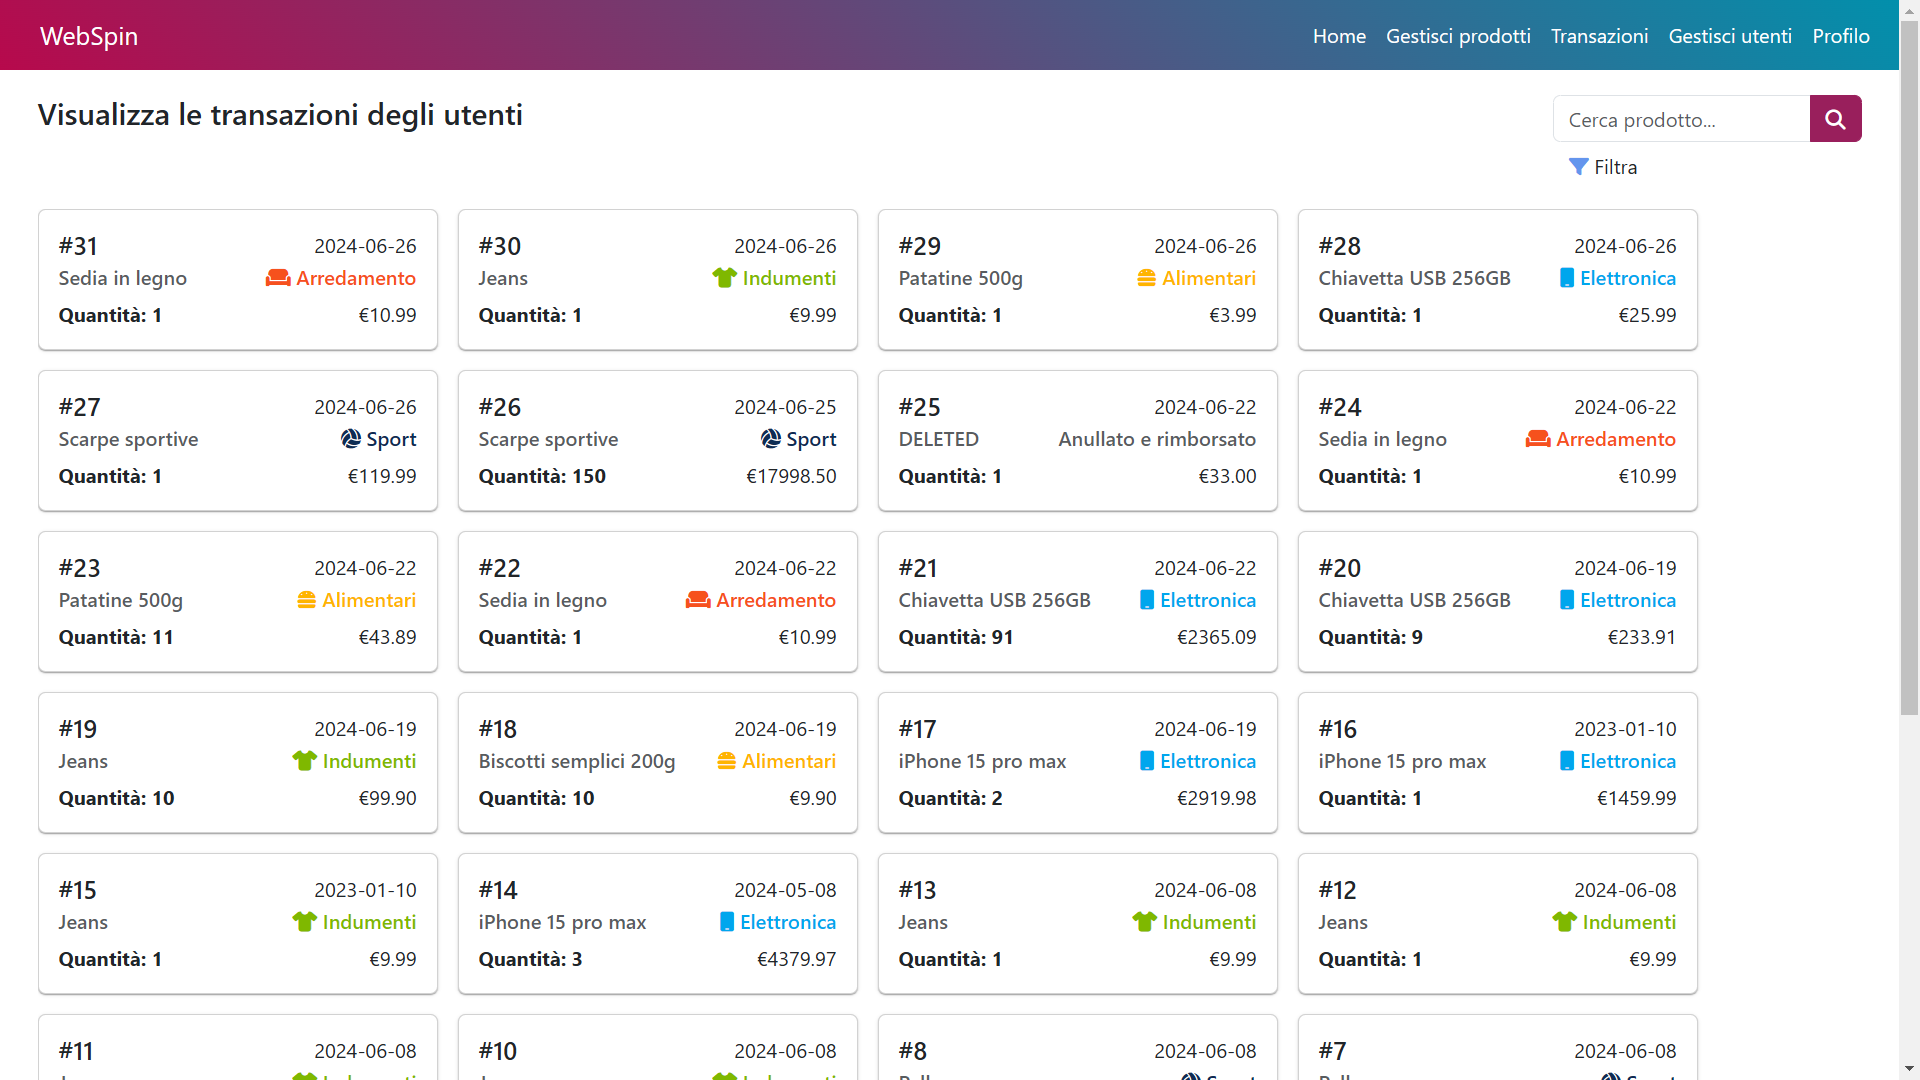 WebSpin
Home Gestisci prodotti Transazioni Gestisci utenti Profilo
Visualizza le transazioni degli utenti
Cerca prodotto...
Filtra
#31 2024-06-26
Sedia in legno Arredamento
Quantità: 1 €10.99
#30 2024-06-26
Jeans Indumenti
Quantità: 1 €9.99
#29 2024-06-26
Patatine 500g Alimentari
Quantità: 1 €3.99
#28 2024-06-26
Chiavetta USB 256GB Elettronica
Quantità: 1 €25.99
#27 2024-06-26
Scarpe sportive Sport
Quantità: 1 €119.99
#26 2024-06-25
Scarpe sportive Sport
Quantità: 150 €17998.50
#25 2024-06-22
DELETED Anullato e rimborsato
Quantità: 1 €33.00
#24 2024-06-22
Sedia in legno Arredamento
Quantità: 1 €10.99
#23 2024-06-22
Patatine 500g Alimentari
Quantità: 11 €43.89
#22 2024-06-22
Sedia in legno Arredamento
Quantità: 1 €10.99
#21 2024-06-22
Chiavetta USB 256GB Elettronica
Quantità: 91 €2365.09
#20 2024-06-19
Chiavetta USB 256GB Elettronica
Quantità: 9 €233.91
#19 2024-06-19
Jeans Indumenti
Quantità: 10 €99.90
#18 2024-06-19
Biscotti semplici 200g Alimentari
Quantità: 10 €9.90
#17 2024-06-19
iPhone 15 pro max Elettronica
Quantità: 2 €2919.98
#16 2023-01-10
iPhone 15 pro max Elettronica
Quantità: 1 €1459.99
#15 2023-01-10
Jeans Indumenti
Quantità: 1 €9.99
#14 2024-05-08
iPhone 15 pro max Elettronica
Quantità: 3 €4379.97
#13 2024-06-08
Jeans Indumenti
Quantità: 1 €9.99
#12 2024-06-08
Jeans Indumenti
Quantità: 1 €9.99
#11 2024-06-08
#10 2024-06-08
#8 2024-06-08
#7 2024-06-08